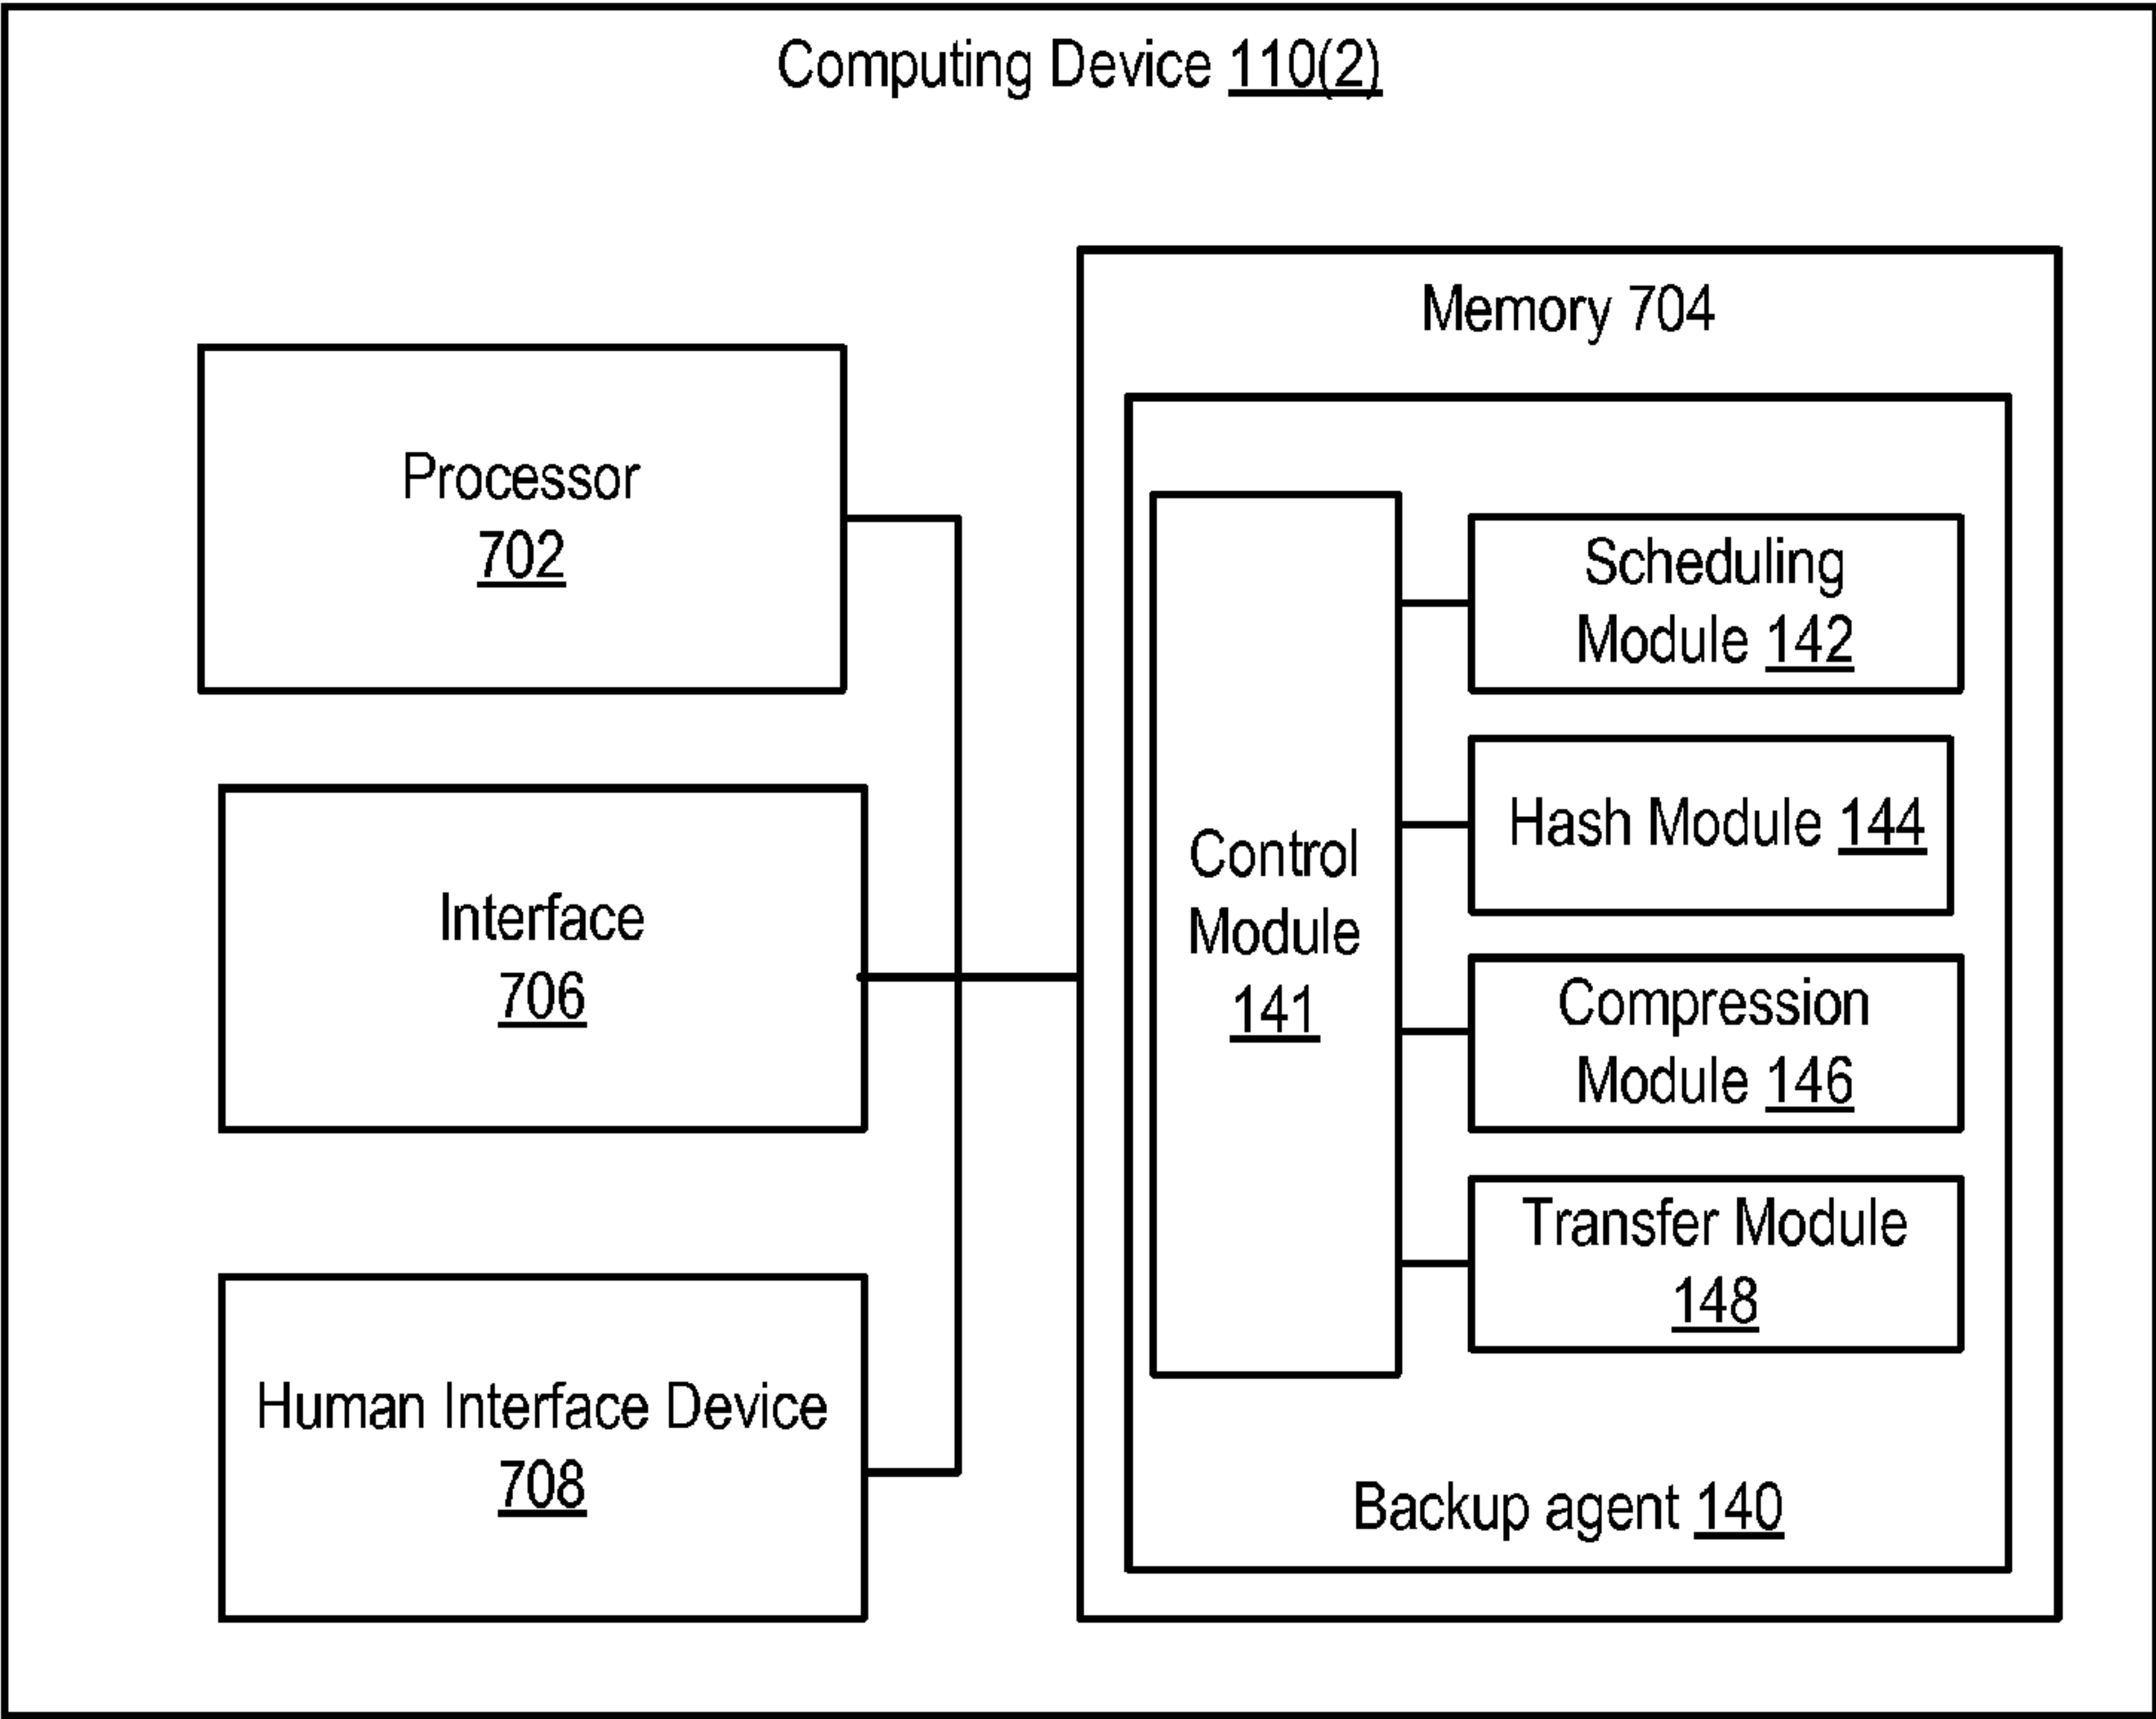 Computing Device 110(2)
Processor
702
Interface
706
Human Interface Device
708
Memory 704
Control
Module
141
Scheduling
Module 142
Hash Module 144
Compression
Module 146
Transfer Module
148
Backup agent 140